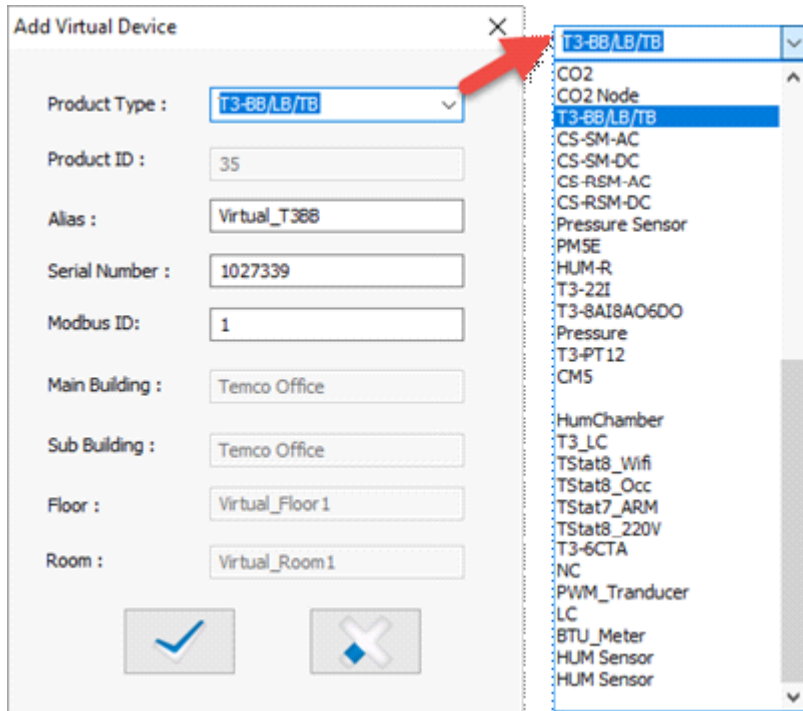 Add Virtual Device
Product Type :
T3-BB/LB/TB
Product ID :
35
Alias :
Virtual_T3BB
Serial Number :
1027339
Modbus ID:
1
Main Building :
Temco Office
Sub Building :
Temco Office
Floor :
Virtual_Floor1
Room :
Virtual_Room1
T3-BB/LB/TB
CO2
CO2 Node
T3-BB/LB/TB
CS-SM-AC
CS-SM-DC
CS-RSM-AC
CS-RSM-DC
Pressure Sensor
PM5E
HUM-R
T3-22I
T3-8AI8AO6DO
Pressure
T3-PT12
CM5
HumChamber
T3_LC
TStat8_Wifi
TStat8_Occ
TStat7_ARM
TStat8_220V
T3-6CTA
NC
PWM_Tranducer
LC
BTU_Meter
HUM Sensor
HUM Sensor